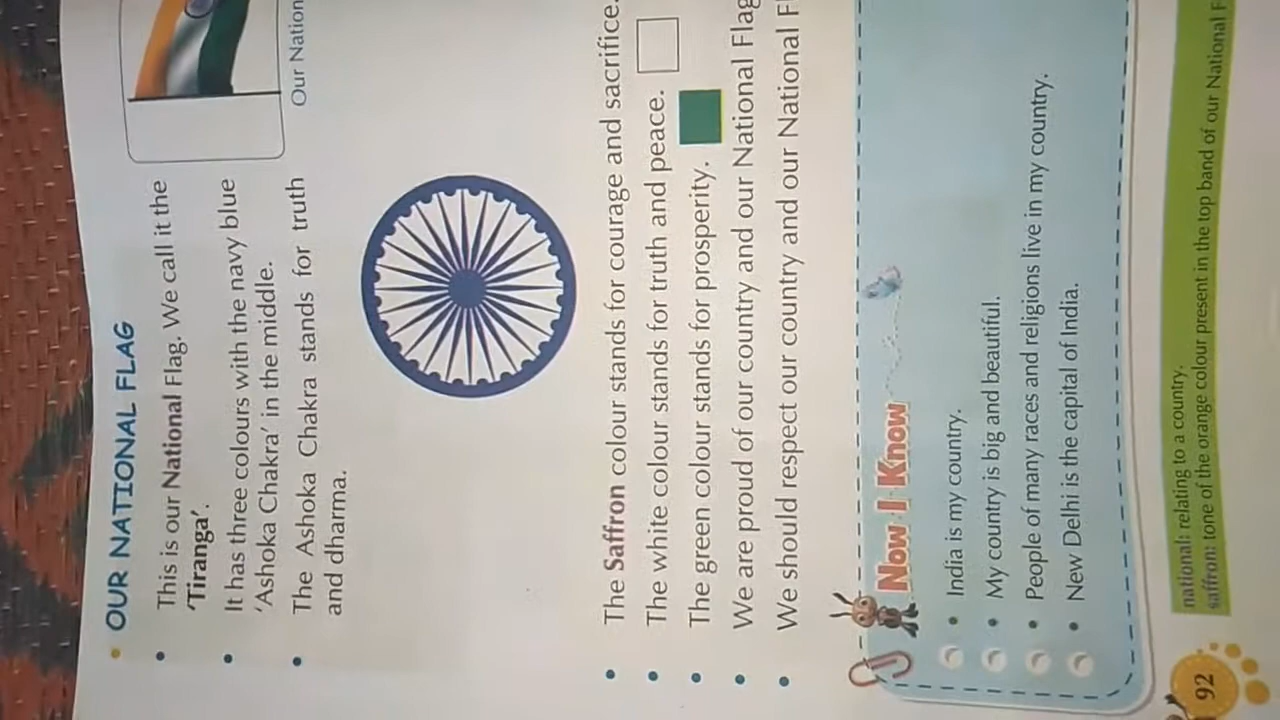 OUR NATIONAL FLAG
• This is our National Flag. We call it the
'Tiranga'.
• It has three colours with the navy blue
'Ashoka Chakra' in the middle.
• The Ashoka Chakra stands for truth
and dharma.
Our Nation
• The Saffron colour stands for courage and sacrifice.
• The white colour stands for truth and peace.
• The green colour stands for prosperity.
• We are proud of our country and our National Flag
• We should respect our country and our National Fl
Now I Know
• India is my country.
• My country is big and beautiful.
• People of many races and religions live in my country.
• New Delhi is the capital of India.
national: relating to a country.
saffron: tone of the orange colour present in the top band of our National F
92